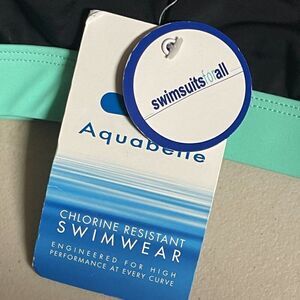 swimsuitsforall
Aquabelle
CHLORINE RESISTANT
SWIMWEAR
ENGINEERED FOR HIGH
PERFORMANCE AT EVERY CURVE